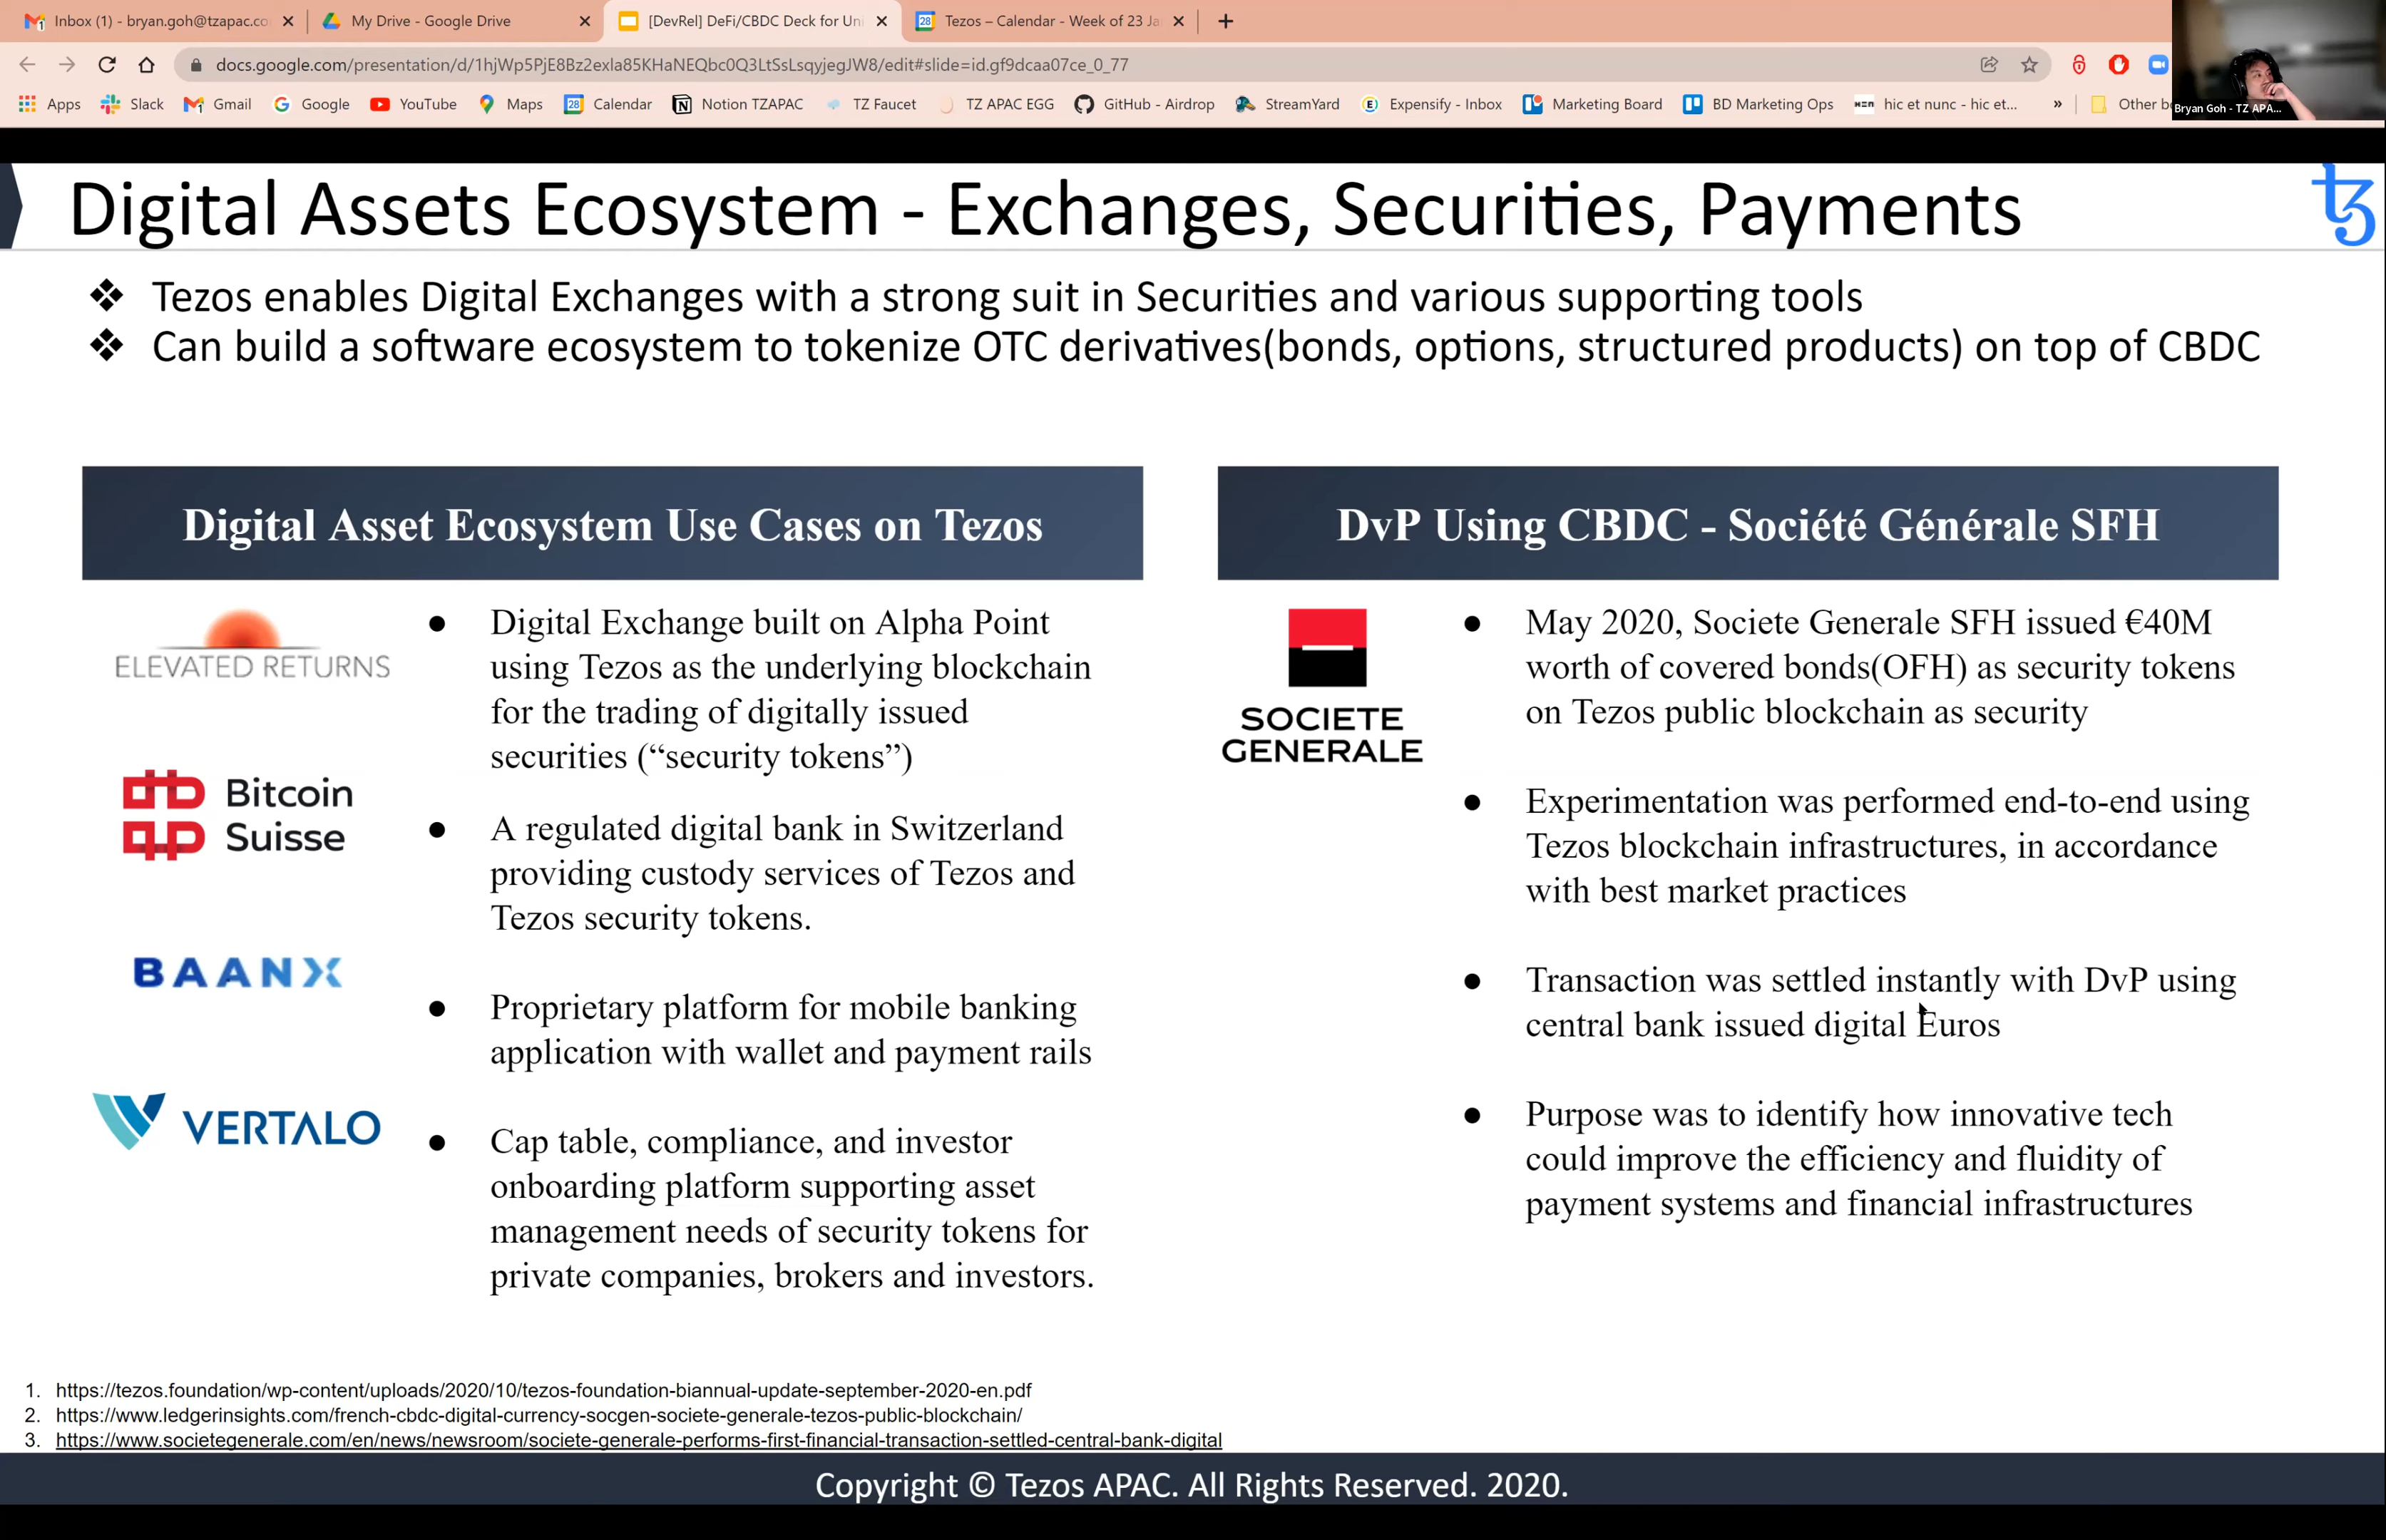 Inbox (1) - bryan.goh@tzapac.co
My Drive - Google Drive
[DevRel] DeFi/CBDC Deck for Uni
Tezos – Calendar - Week of 23 Ja
docs.google.com/presentation/d/1hjWp5PjE8Bz2exla85KHaNEQbc0Q3LtSsLsqyjegJW8/edit#slide=id.gf9dcaa07ce_0_77
Apps
Slack
Gmail
Google
YouTube
Maps
Calendar
Notion TZAPAC
TZ Faucet
TZ APAC EGG
GitHub - Airdrop
StreamYard
Expensify - Inbox
Marketing Board
BD Marketing Ops
hic et nunc - hic et...
»
Other b
Bryan Goh - TZ APA...
Digital Assets Ecosystem - Exchanges, Securities, Payments
❖ Tezos enables Digital Exchanges with a strong suit in Securities and various supporting tools
❖ Can build a software ecosystem to tokenize OTC derivatives(bonds, options, structured products) on top of CBDC
Digital Asset Ecosystem Use Cases on Tezos
ELEVATED RETURNS
● Digital Exchange built on Alpha Point
using Tezos as the underlying blockchain
for the trading of digitally issued
securities (“security tokens”)
Bitcoin
Suisse
● A regulated digital bank in Switzerland
providing custody services of Tezos and
Tezos security tokens.
BAANX
● Proprietary platform for mobile banking
application with wallet and payment rails
VERTALO
● Cap table, compliance, and investor
onboarding platform supporting asset
management needs of security tokens for
private companies, brokers and investors.
DvP Using CBDC - Société Générale SFH
SOCIETE
GENERALE
● May 2020, Societe Generale SFH issued €40M
worth of covered bonds(OFH) as security tokens
on Tezos public blockchain as security
● Experimentation was performed end-to-end using
Tezos blockchain infrastructures, in accordance
with best market practices
● Transaction was settled instantly with DvP using
central bank issued digital Euros
● Purpose was to identify how innovative tech
could improve the efficiency and fluidity of
payment systems and financial infrastructures
1. https://tezos.foundation/wp-content/uploads/2020/10/tezos-foundation-biannual-update-september-2020-en.pdf
2. https://www.ledgerinsights.com/french-cbdc-digital-currency-socgen-societe-generale-tezos-public-blockchain/
3. https://www.societegenerale.com/en/news/newsroom/societe-generale-performs-first-financial-transaction-settled-central-bank-digital
Copyright © Tezos APAC. All Rights Reserved. 2020.